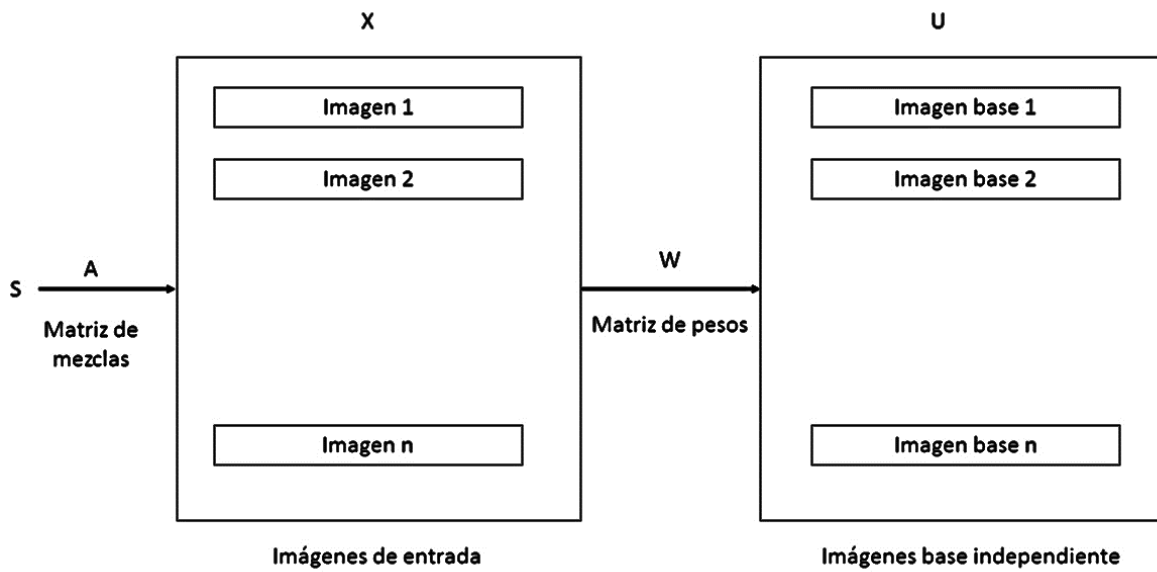 X
U
Imagen 1
Imagen base 1
Imagen 2
Imagen base 2
A
W
S
Matriz de
mezclas
Matriz de pesos
Imagen n
Imagen base n
Imágenes de entrada
Imágenes base independiente